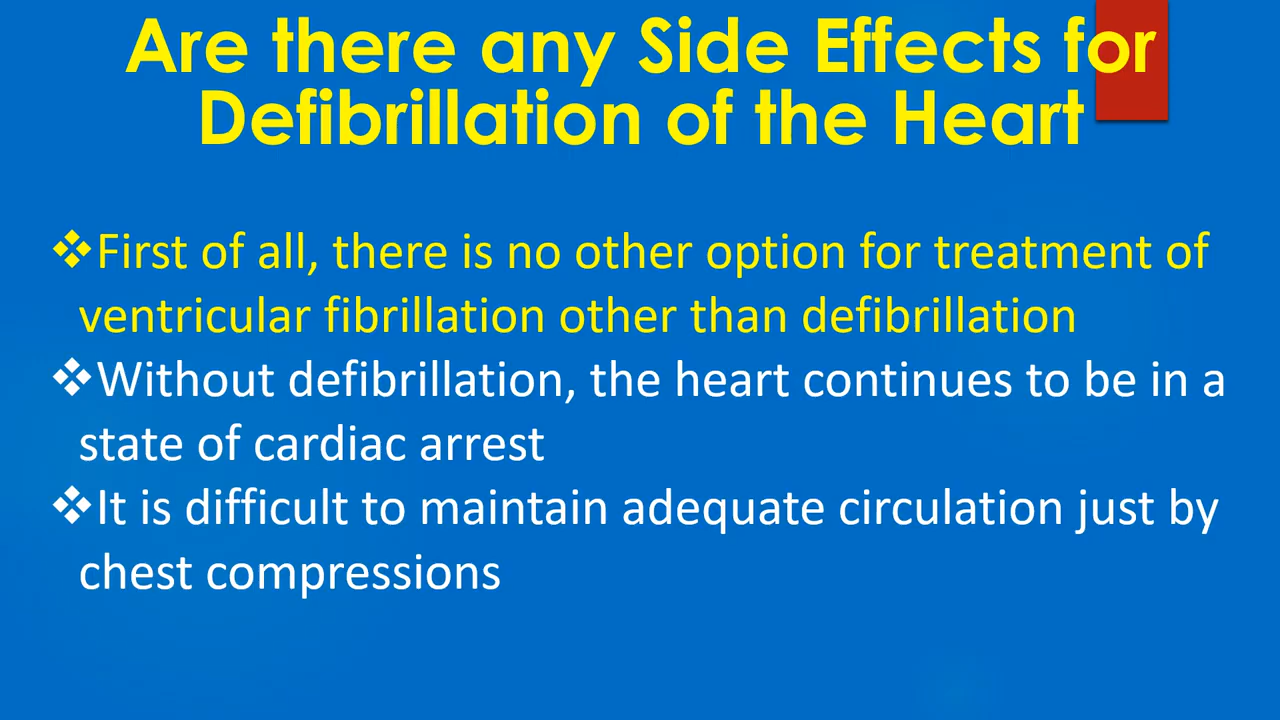 Are there any Side Effects for
Defibrillation of the Heart
❖First of all, there is no other option for treatment of
ventricular fibrillation other than defibrillation
❖Without defibrillation, the heart continues to be in a
state of cardiac arrest
❖It is difficult to maintain adequate circulation just by
chest compressions